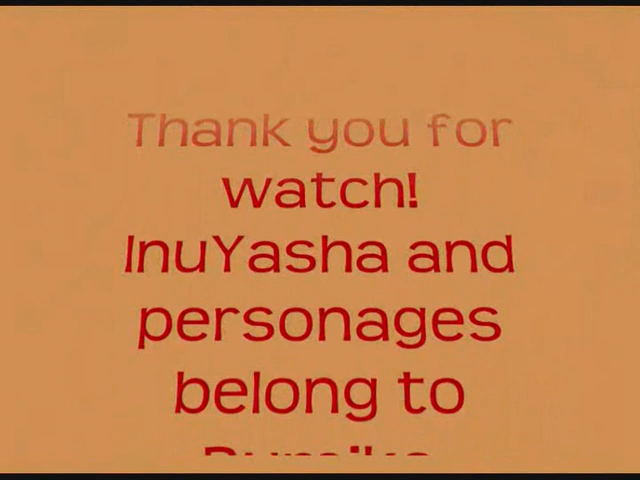 Thank you for
watch!
InuYasha and
personages
belong to